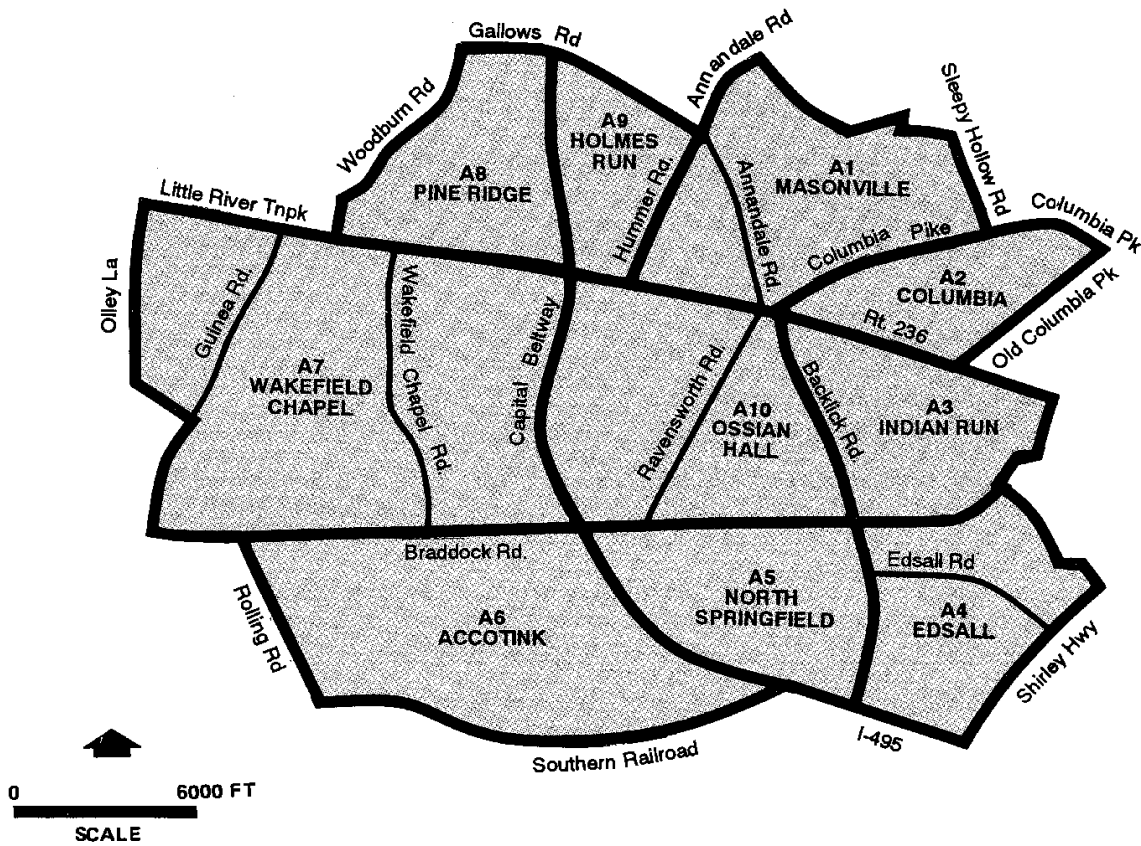 Gallows Rd
Annandale Rd
Woodburn Rd
Sleepy Hollow Rd
A9
HOLMES
RUN
A8
PINE RIDGE
Hummer Rd.
Annandale Rd.
A1
MASONVILLE
Little River Tnpk
Columbia Pike
Columbia Pk
A2
COLUMBIA
Olley La
Guinea Rd.
Wakefield Chapel Rd.
Capital Beltway
Rt. 236
Old Columbia Pk
A7
WAKEFIELD
CHAPEL
Ravensworth Rd.
A10
OSSIAN
HALL
Backlick Rd.
A3
INDIAN RUN
Braddock Rd.
Edsall Rd
Rolling Rd
A6
ACCOTINK
A5
NORTH
SPRINGFIELD
A4
EDSALL
Shirley Hwy
I-495
Southern Railroad
0 6000 FT
SCALE